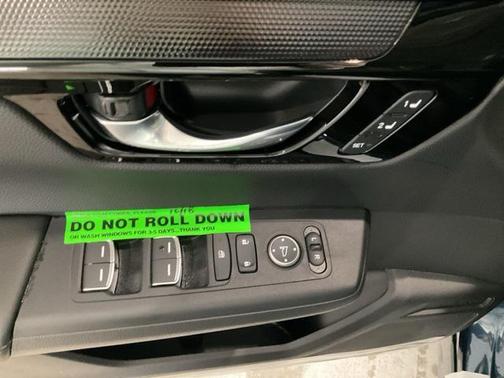 1
2
SET
DO NOT ROLL DOWN
OR WASH WINDOWS FOR 3-5 DAYS...THANK YOU
L
R